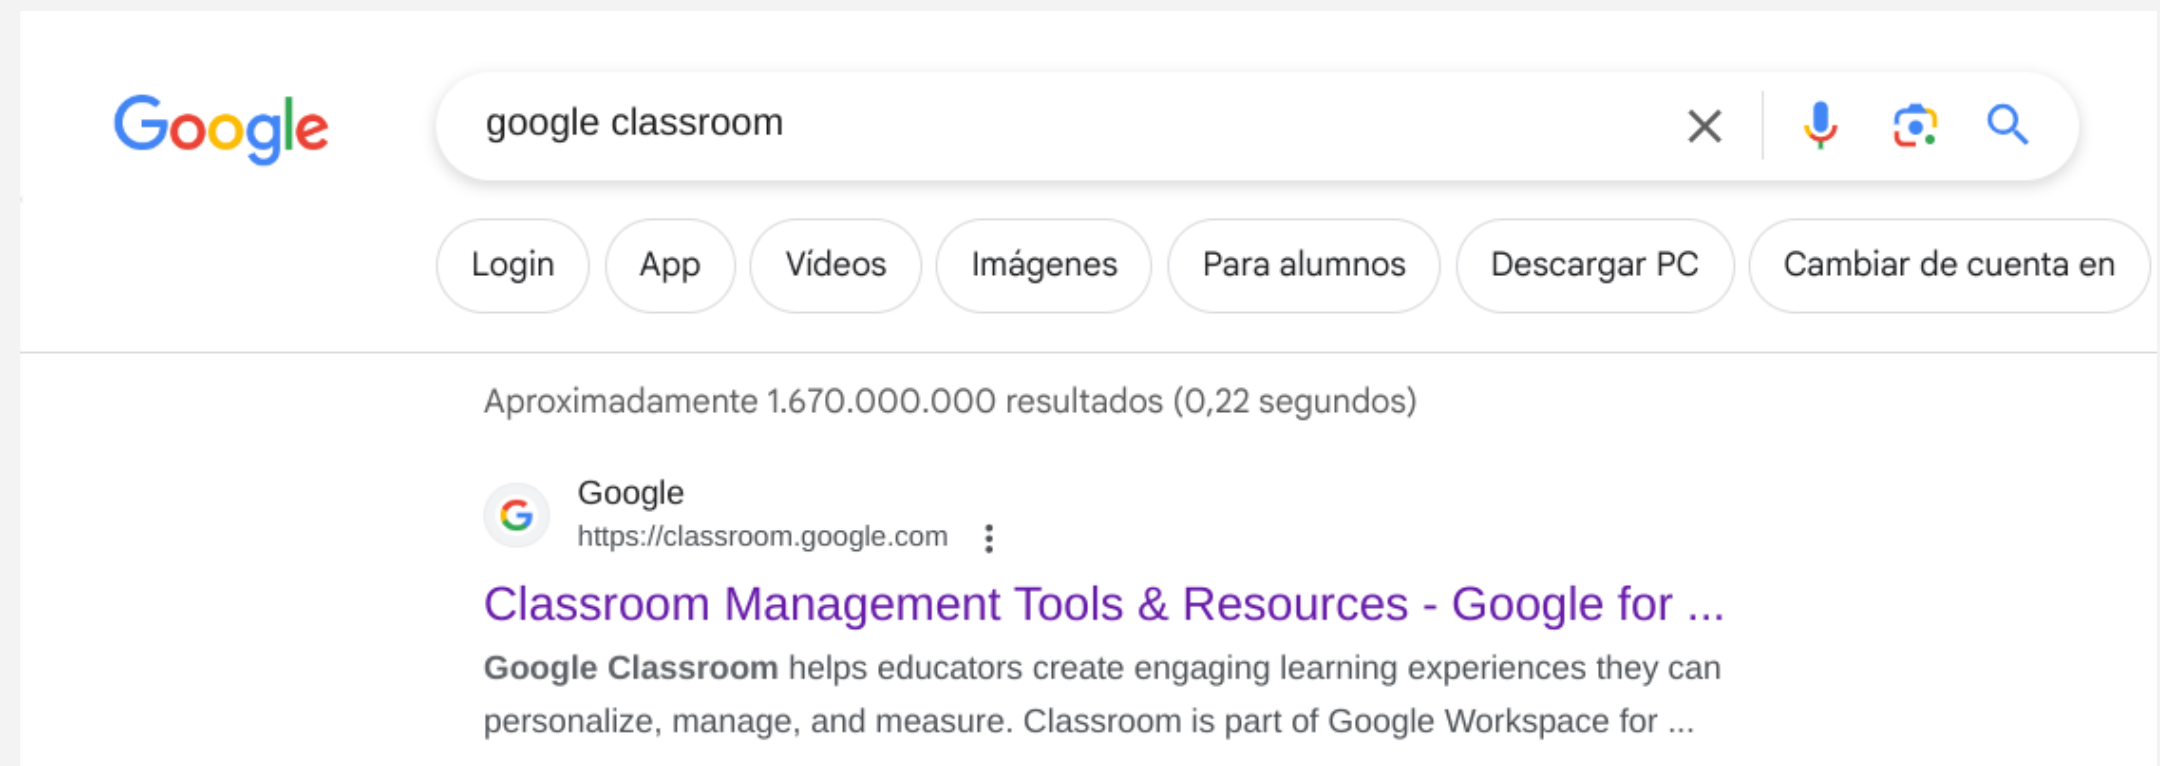 Google
google classroom
Login
App
Vídeos
Imágenes
Para alumnos
Descargar PC
Cambiar de cuenta en
Aproximadamente 1.670.000.000 resultados (0,22 segundos)
Google
https://classroom.google.com
Classroom Management Tools & Resources - Google for ...
Google Classroom helps educators create engaging learning experiences they can
personalize, manage, and measure. Classroom is part of Google Workspace for ...